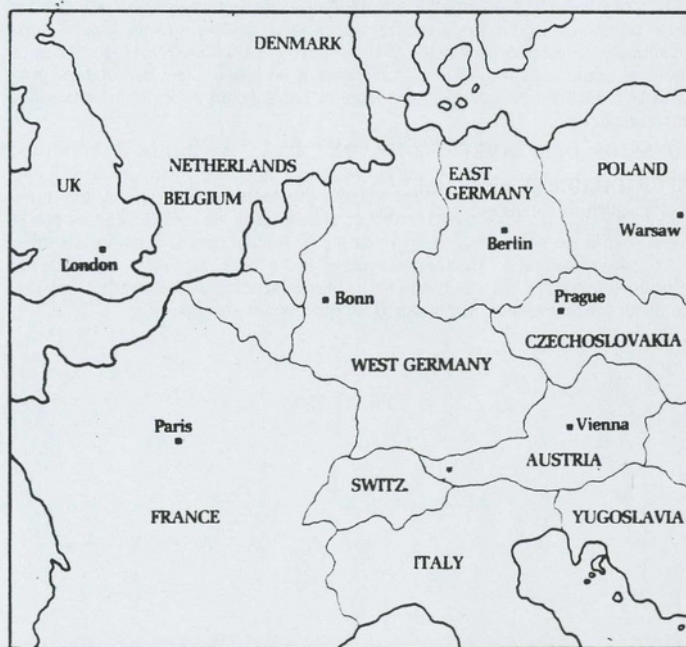 DENMARK
NETHERLANDS
BELGIUM
UK
London
EAST
GERMANY
Berlin
POLAND
Warsaw
Bonn
Prague
CZECHOSLOVAKIA
WEST GERMANY
Paris
Vienna
AUSTRIA
SWITZ.
FRANCE
YUGOSLAVIA
ITALY